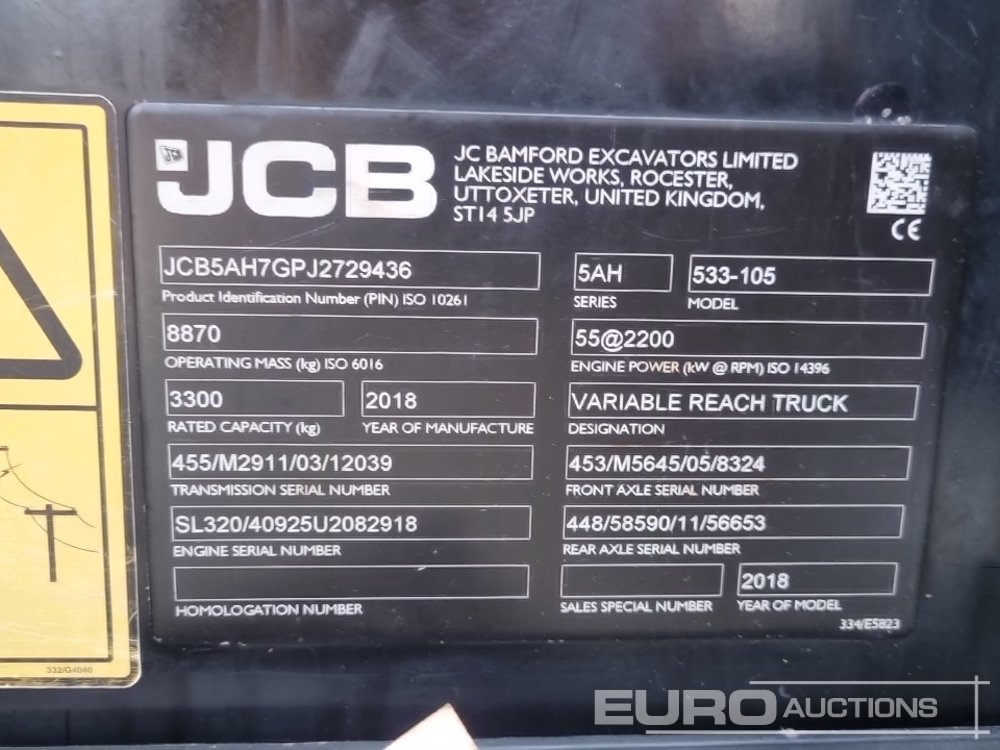 JCB
JC BAMFORD EXCAVATORS LIMITED
LAKESIDE WORKS, ROCESTER,
UTTOXETER, UNITED KINGDOM,
ST14 5JP
CE
JCB5AH7GPJ2729436
Product Identification Number (PIN) ISO 10261
5AH
SERIES
533-105
MODEL
8870
OPERATING MASS (kg) ISO 6016
55@2200
ENGINE POWER (kW @ RPM) ISO 14396
3300
RATED CAPACITY (kg)
2018
YEAR OF MANUFACTURE
VARIABLE REACH TRUCK
DESIGNATION
455/M2911/03/12039
TRANSMISSION SERIAL NUMBER
453/M5645/05/8324
FRONT AXLE SERIAL NUMBER
SL320/40925U2082918
ENGINE SERIAL NUMBER
448/58590/11/56653
REAR AXLE SERIAL NUMBER
HOMOLOGATION NUMBER
SALES SPECIAL NUMBER
2018
YEAR OF MODEL
334/E5823
332/G4040
EURO AUCTIONS